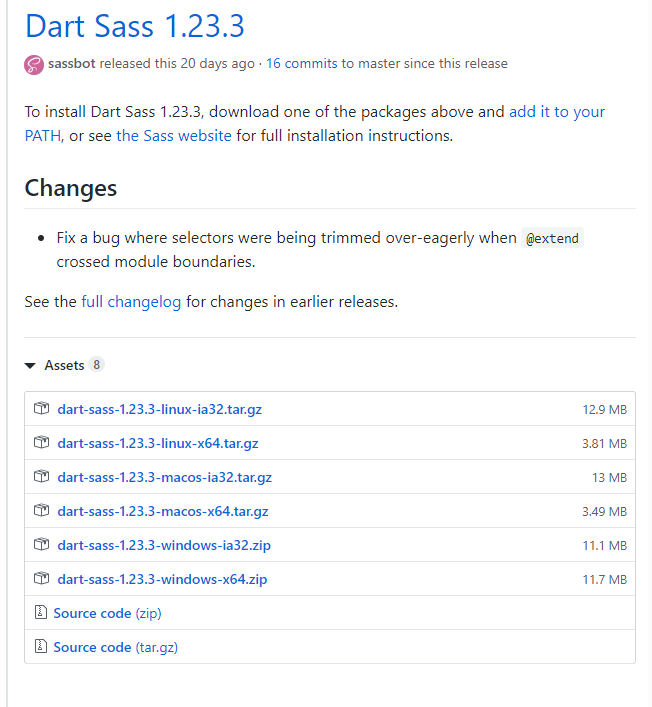 Dart Sass 1.23.3
sassbot released this 20 days ago · 16 commits to master since this release
To install Dart Sass 1.23.3, download one of the packages above and add it to your
PATH, or see the Sass website for full installation instructions.
Changes
• Fix a bug where selectors were being trimmed over-eagerly when @extend
crossed module boundaries.
See the full changelog for changes in earlier releases.
Assets 8
dart-sass-1.23.3-linux-ia32.tar.gz 12.9 MB
dart-sass-1.23.3-linux-x64.tar.gz 3.81 MB
dart-sass-1.23.3-macos-ia32.tar.gz 13 MB
dart-sass-1.23.3-macos-x64.tar.gz 3.49 MB
dart-sass-1.23.3-windows-ia32.zip 11.1 MB
dart-sass-1.23.3-windows-x64.zip 11.7 MB
Source code (zip)
Source code (tar.gz)